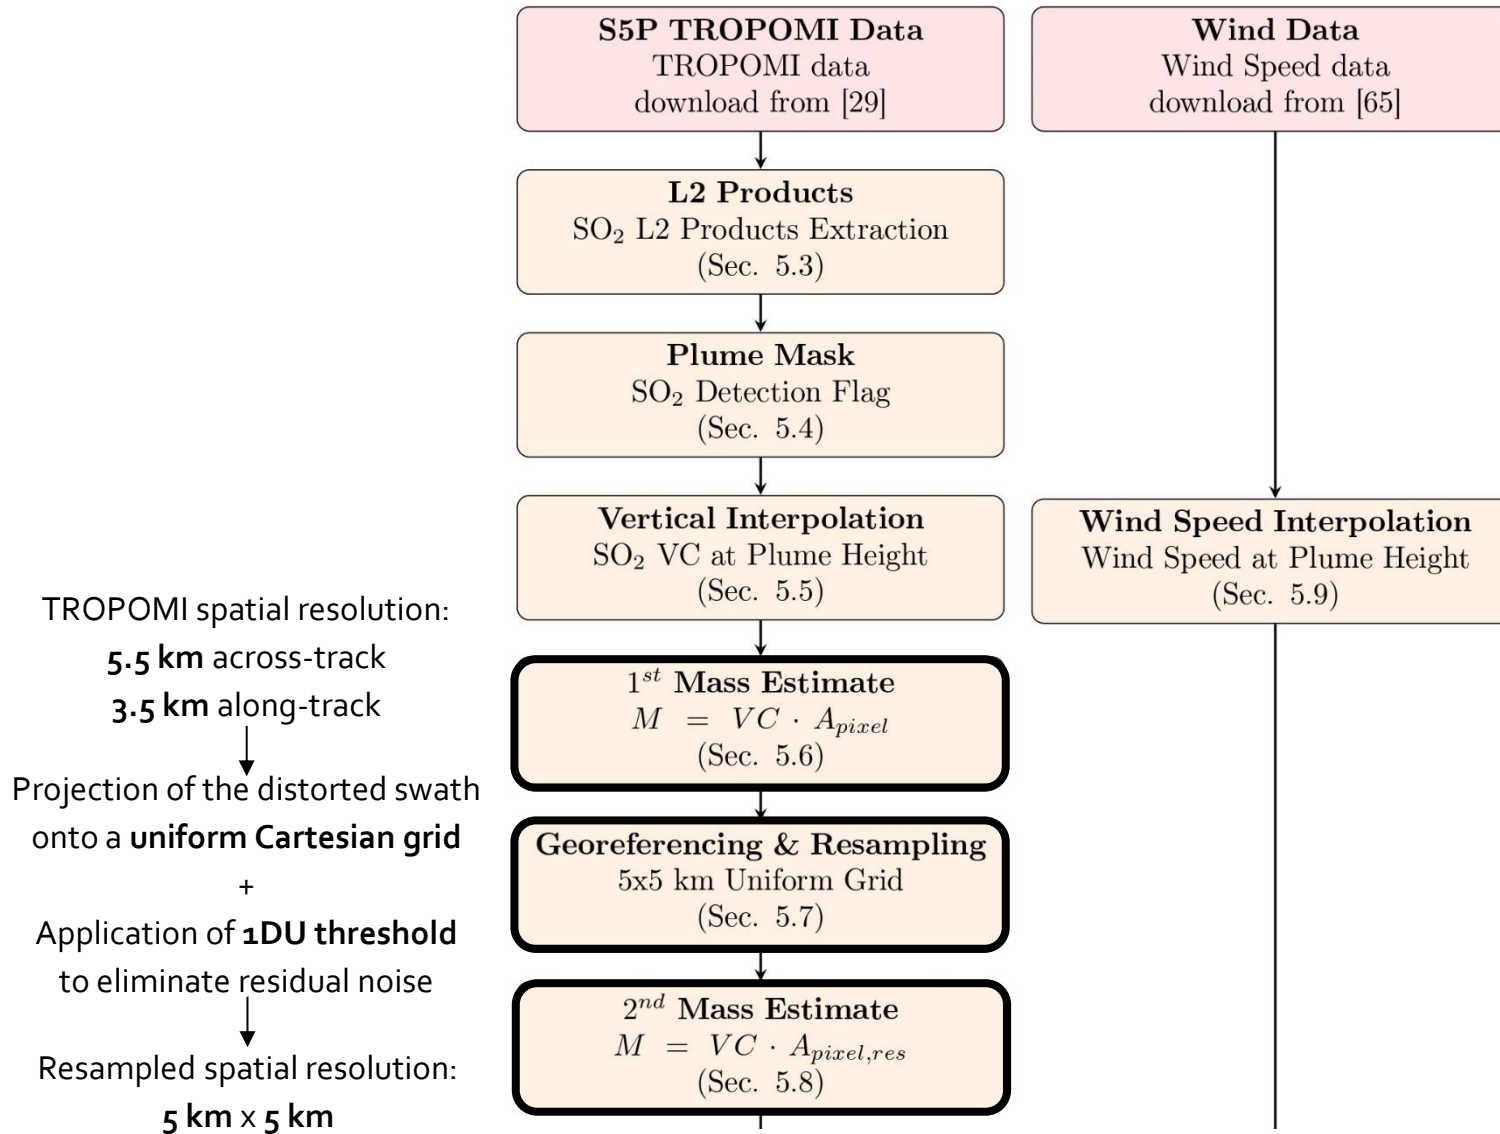 S5P TROPOMI Data
TROPOMI data
download from [29]
Wind Data
Wind Speed data
download from [65]
L2 Products
SO₂ L2 Products Extraction
(Sec. 5.3)
Plume Mask
SO₂ Detection Flag
(Sec. 5.4)
Vertical Interpolation
SO₂ VC at Plume Height
(Sec. 5.5)
Wind Speed Interpolation
Wind Speed at Plume Height
(Sec. 5.9)
1st Mass Estimate
M = VC · A_pixel
(Sec. 5.6)
Georeferencing & Resampling
5x5 km Uniform Grid
(Sec. 5.7)
2nd Mass Estimate
M = VC · A_pixel,res
(Sec. 5.8)
TROPOMI spatial resolution:
5.5 km across-track
3.5 km along-track
Projection of the distorted swath
onto a uniform Cartesian grid
+
Application of 1DU threshold
to eliminate residual noise
Resampled spatial resolution:
5 km x 5 km